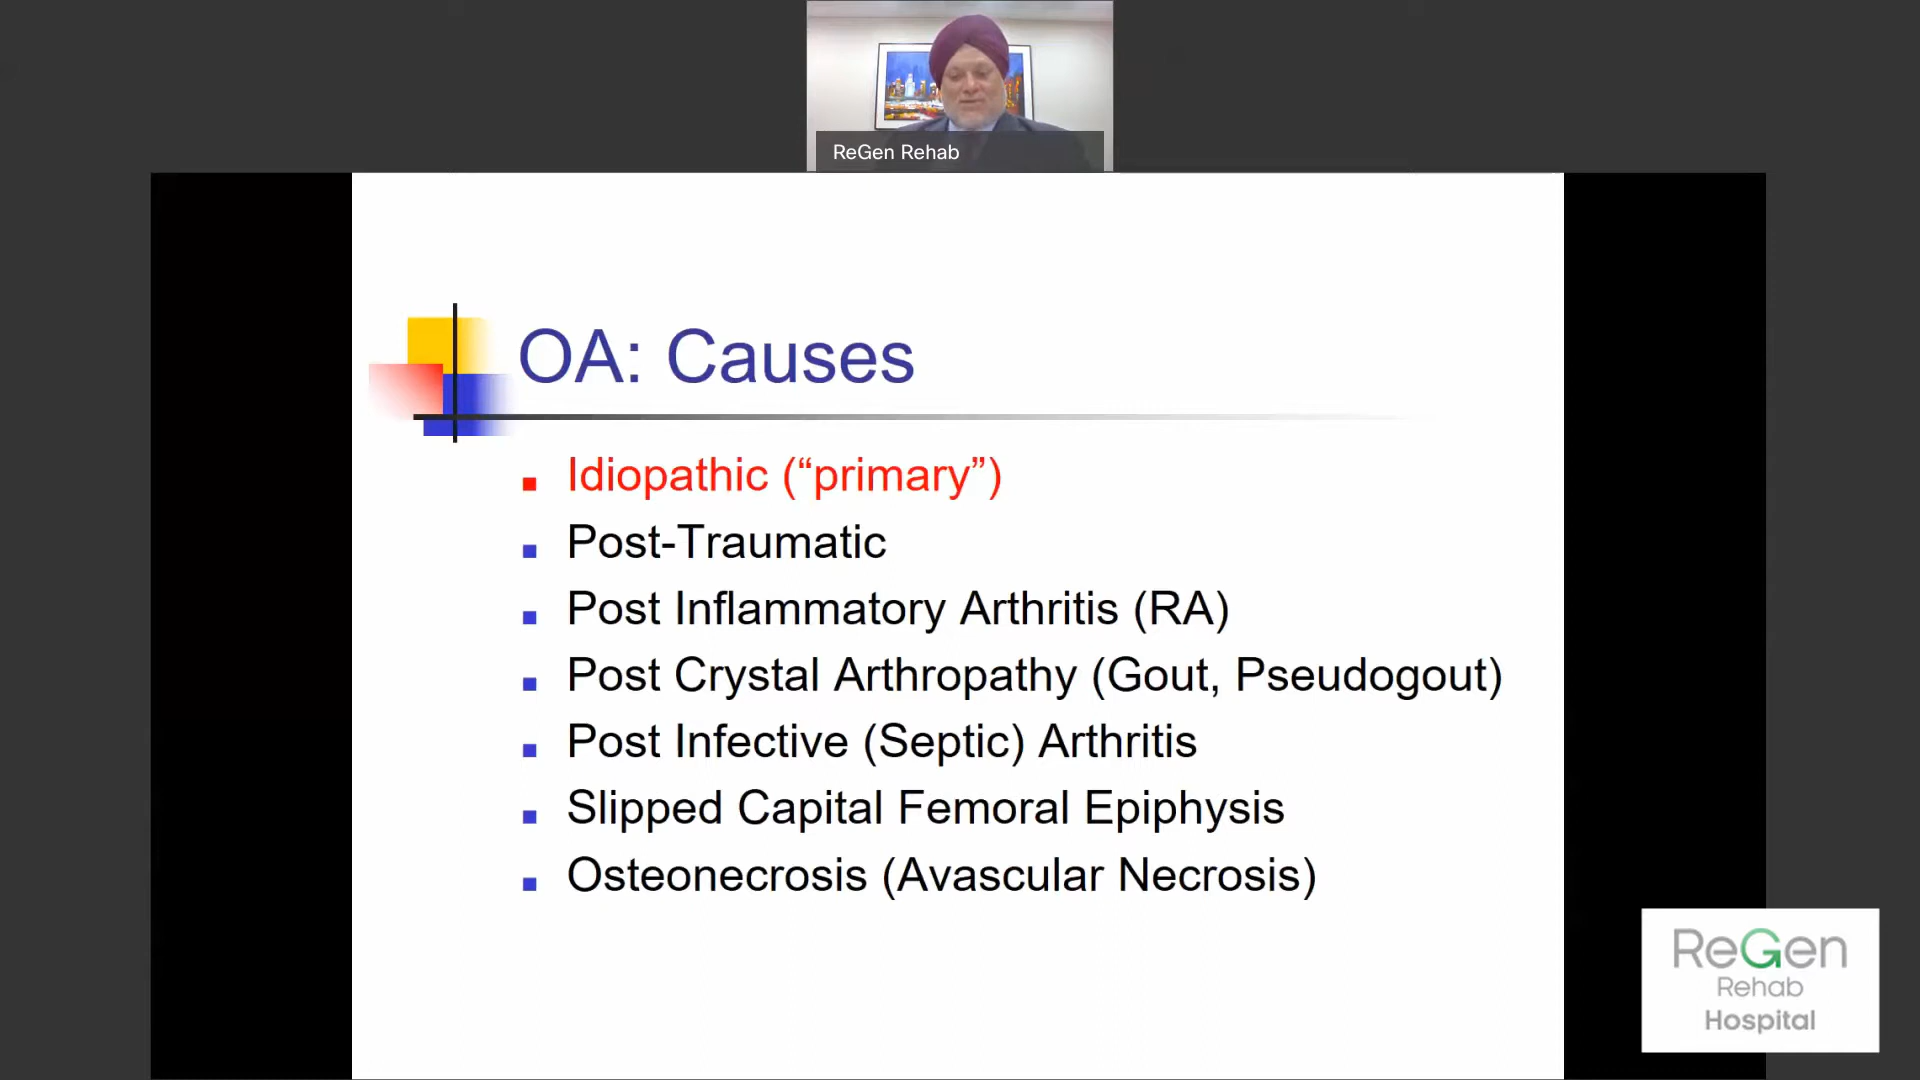 ReGen Rehab
OA: Causes
Idiopathic (“primary”)
Post-Traumatic
Post Inflammatory Arthritis (RA)
Post Crystal Arthropathy (Gout, Pseudogout)
Post Infective (Septic) Arthritis
Slipped Capital Femoral Epiphysis
Osteonecrosis (Avascular Necrosis)
ReGen
Rehab
Hospital